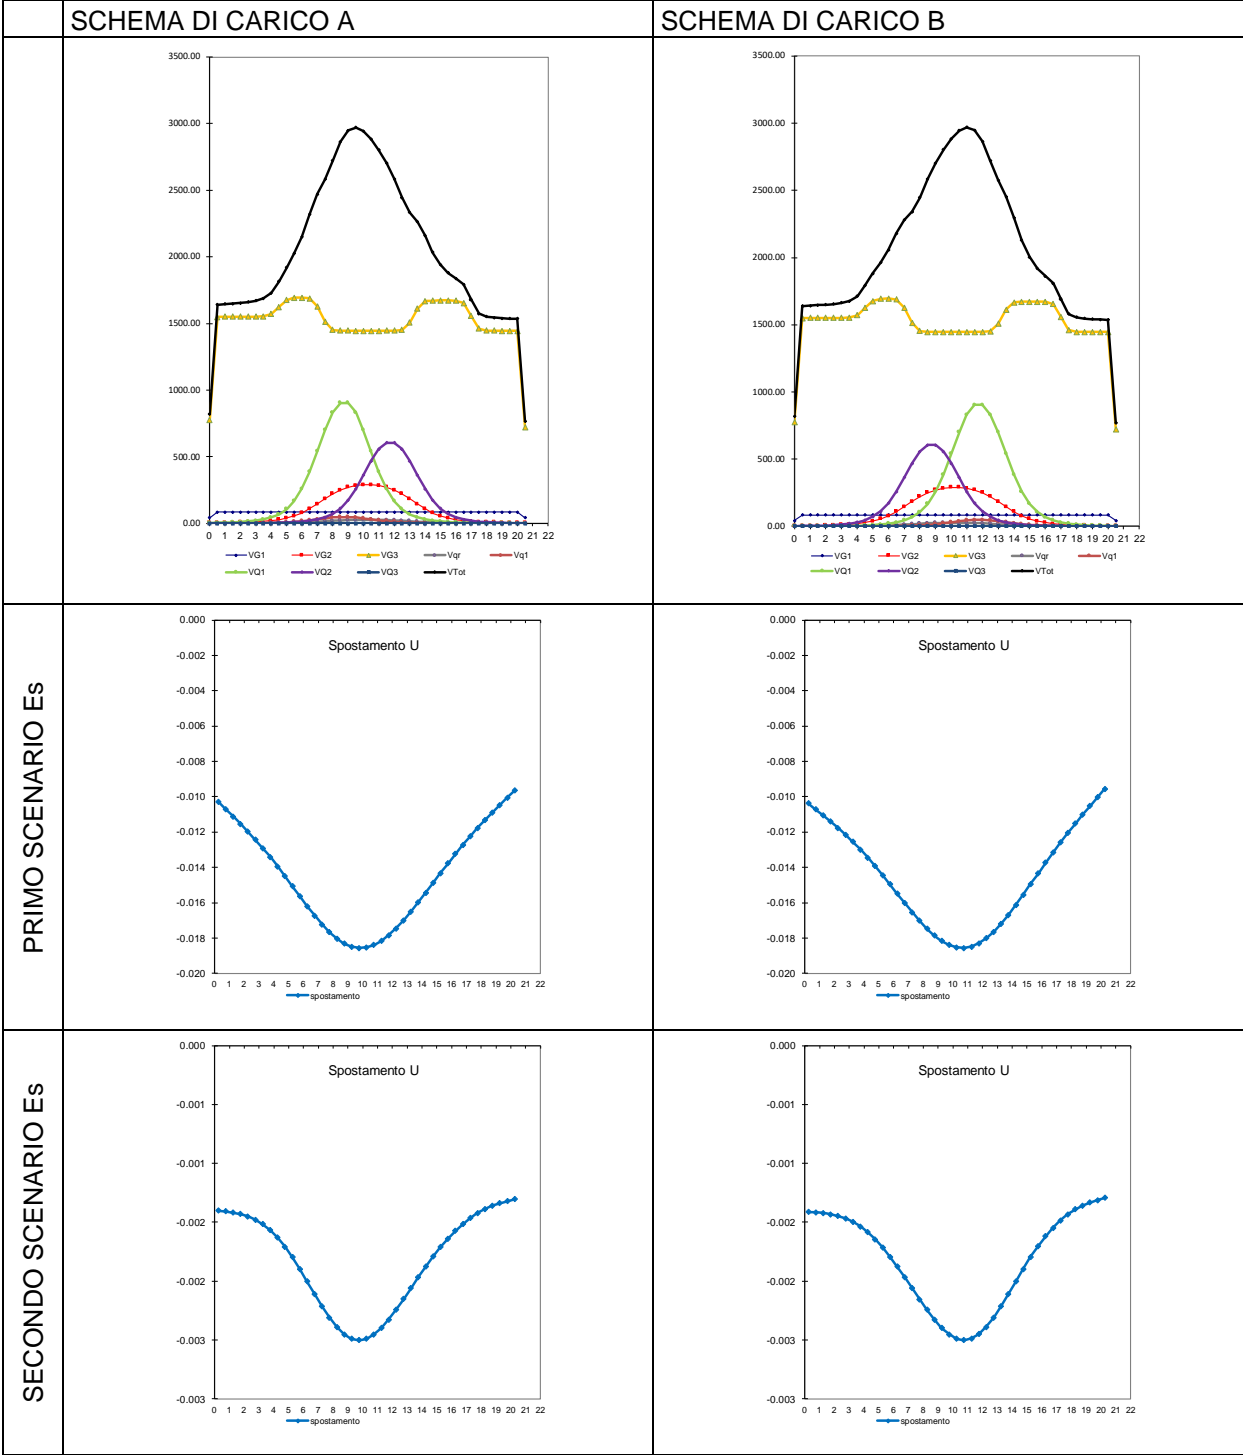 SCHEMA DI CARICO A
SCHEMA DI CARICO B
3500.00
3000.00
2500.00
2000.00
1500.00
1000.00
500.00
0.00
0 1 2 3 4 5 6 7 8 9 10 11 12 13 14 15 16 17 18 19 20 21 22
VG1 VG2 VG3 Vqr Vq1
VQ1 VQ2 VQ3 VTot
3500.00
3000.00
2500.00
2000.00
1500.00
1000.00
500.00
0.00
0 1 2 3 4 5 6 7 8 9 10 11 12 13 14 15 16 17 18 19 20 21 22
VG1 VG2 VG3 Vqr Vq1
VQ1 VQ2 VQ3 VTot
PRIMO SCENARIO Es
Spostamento U
0.000
-0.002
-0.004
-0.006
-0.008
-0.010
-0.012
-0.014
-0.016
-0.018
-0.020
0 1 2 3 4 5 6 7 8 9 10 11 12 13 14 15 16 17 18 19 20 21 22
spostamento
Spostamento U
0.000
-0.002
-0.004
-0.006
-0.008
-0.010
-0.012
-0.014
-0.016
-0.018
-0.020
0 1 2 3 4 5 6 7 8 9 10 11 12 13 14 15 16 17 18 19 20 21 22
spostamento
SECONDO SCENARIO Es
Spostamento U
0.000
-0.001
-0.001
-0.002
-0.002
-0.003
-0.003
0 1 2 3 4 5 6 7 8 9 10 11 12 13 14 15 16 17 18 19 20 21 22
spostamento
Spostamento U
0.000
-0.001
-0.001
-0.002
-0.002
-0.003
-0.003
0 1 2 3 4 5 6 7 8 9 10 11 12 13 14 15 16 17 18 19 20 21 22
spostamento